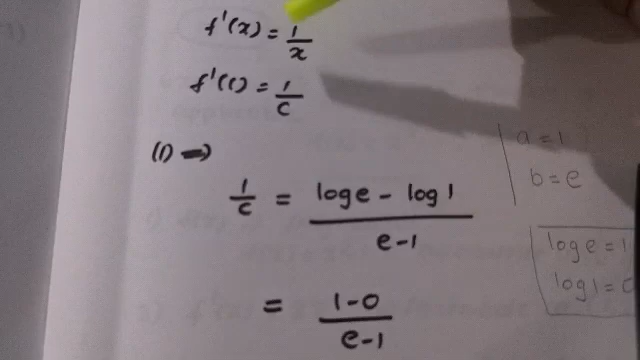 f'(x) = 1/x
f'(c) = 1/c
(1) ⇒
a = 1
b = e
1/c = (log e - log 1)/(e-1)
log e = 1
log 1 = 0
= (1-0)/(e-1)